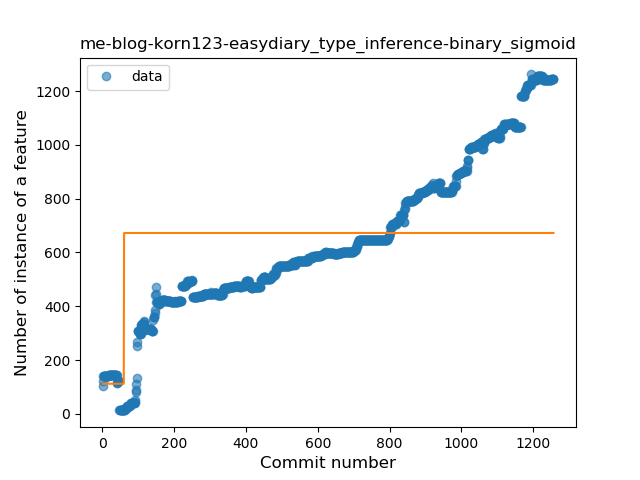 me-blog-korn123-easydiary_type_inference-binary_sigmoid
data
Number of instance of a feature
1200
1000
800
600
400
200
0
0 200 400 600 800 1000 1200
Commit number